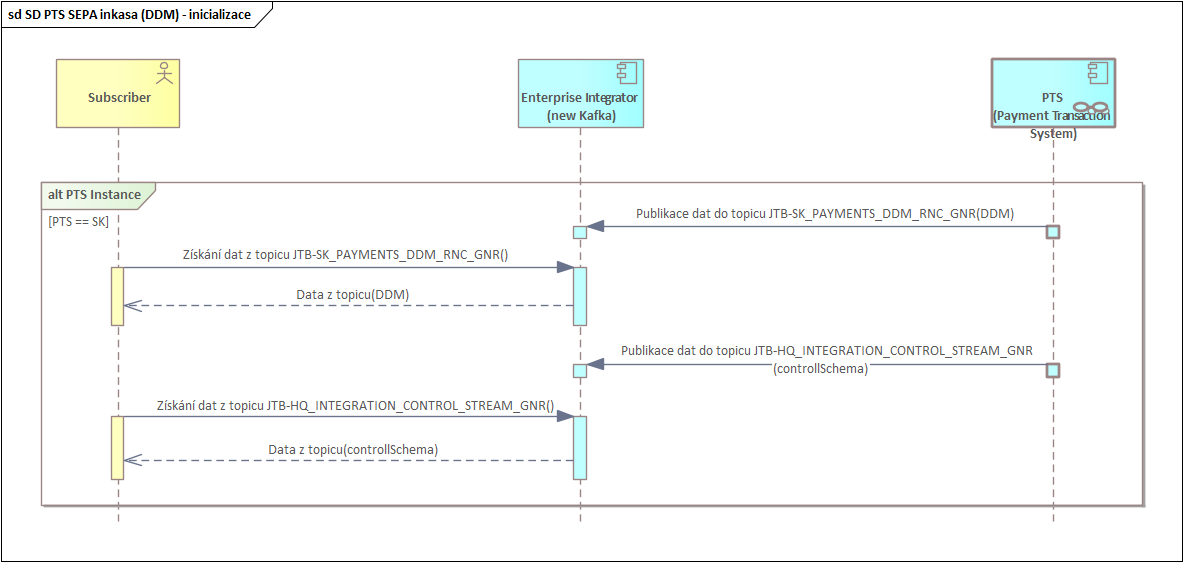 sd SD PTS SEPA inkasa (DDM) - inicializace
Subscriber
Enterprise Integrator
(new Kafka)
PTS
(Payment Transaction
System)
alt PTS Instance
[PTS == SK]
Publikace dat do topicu JTB-SK_PAYMENTS_DDM_RNC_GNR(DDM)
Získání dat z topicu JTB-SK_PAYMENTS_DDM_RNC_GNR()
Data z topicu(DDM)
Publikace dat do topicu JTB-HQ_INTEGRATION_CONTROL_STREAM_GNR
(controllSchema)
Získání dat z topicu JTB-HQ_INTEGRATION_CONTROL_STREAM_GNR()
Data z topicu(controllSchema)